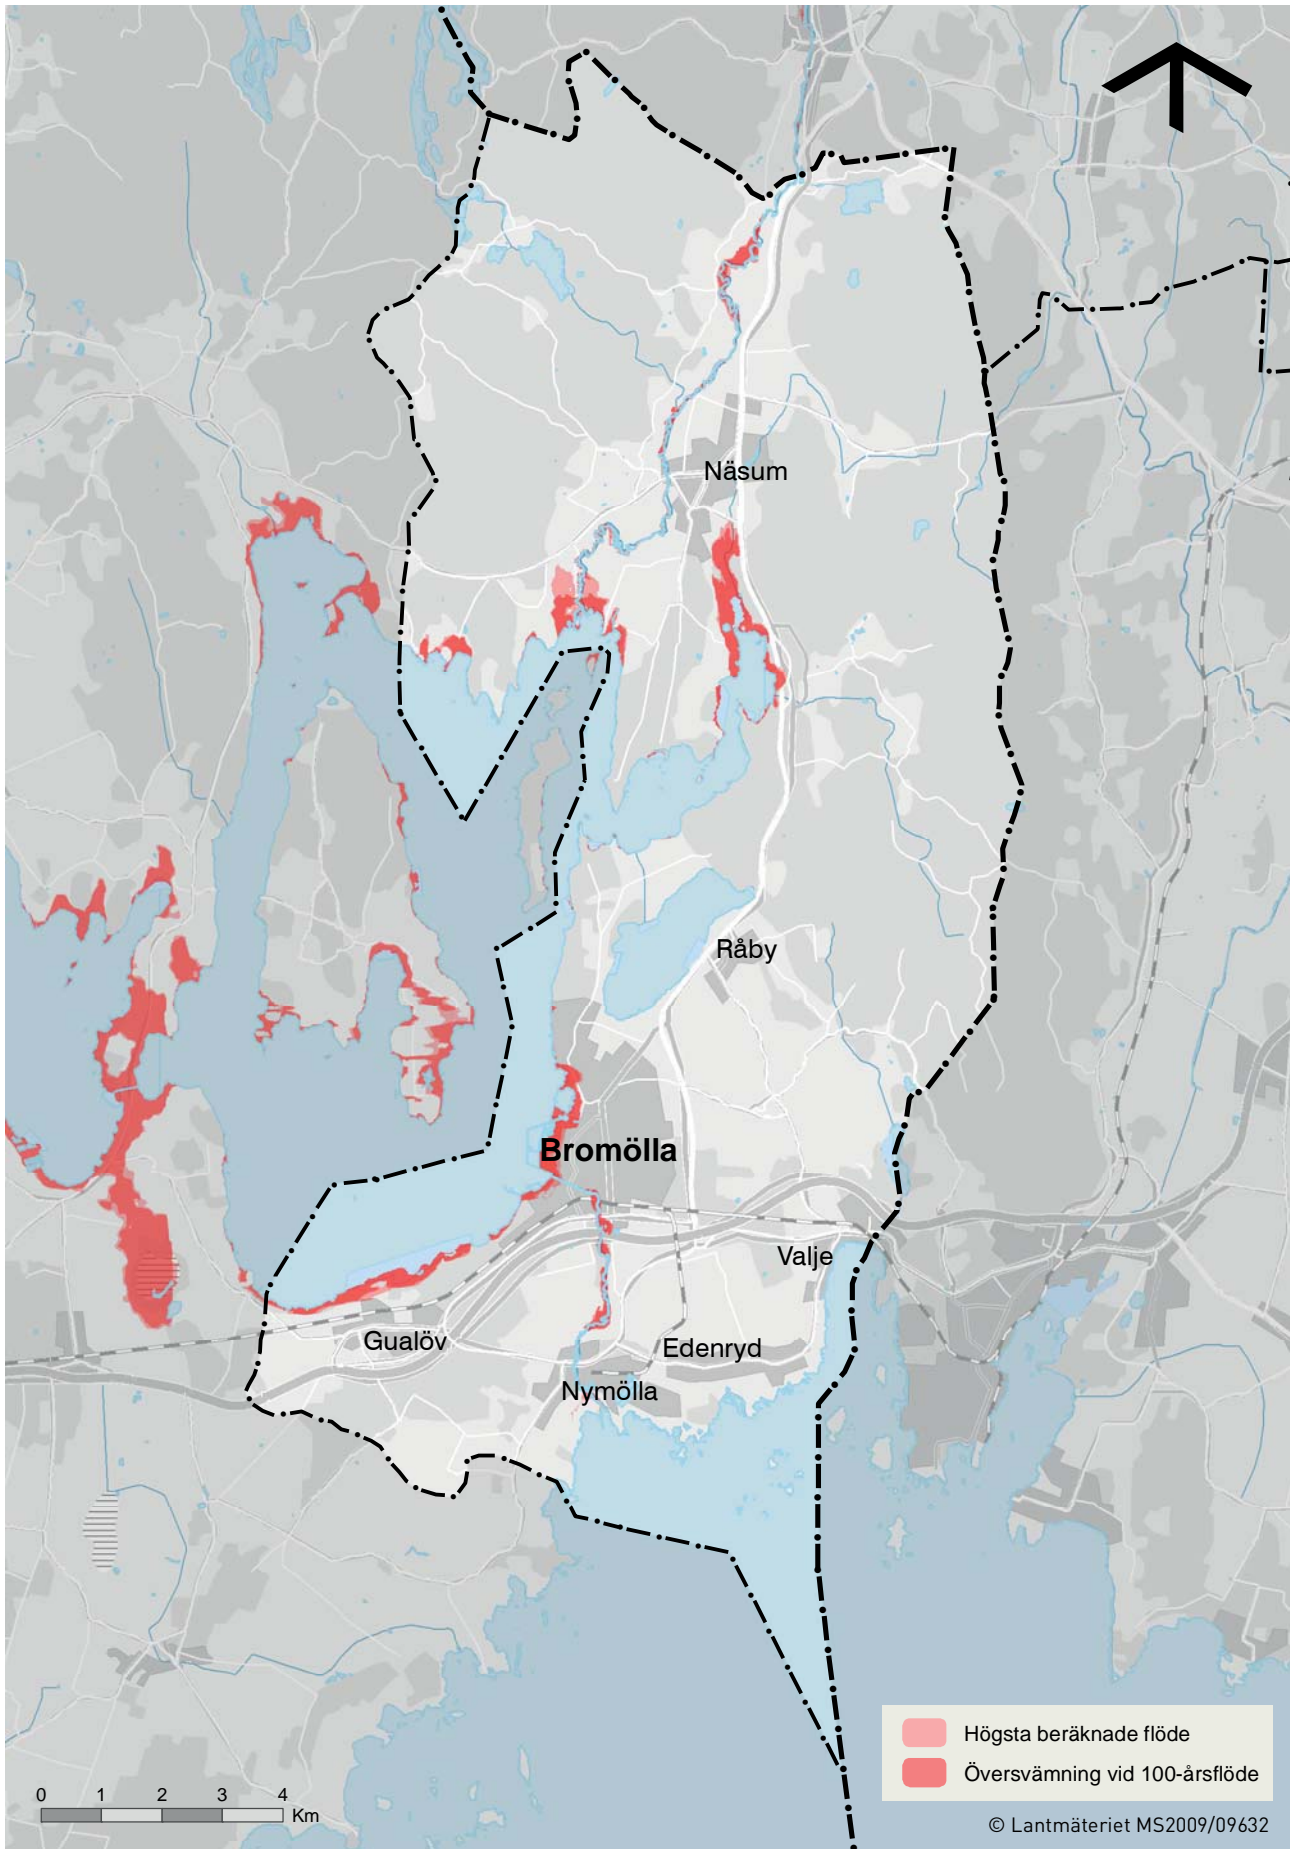 Näsum
Råby
Bromölla
Valje
Gualöv
Edenryd
Nymölla
Högsta beräknade flöde
Översvämning vid 100-årsflöde
0 1 2 3 4
Km
© Lantmäteriet MS2009/09632